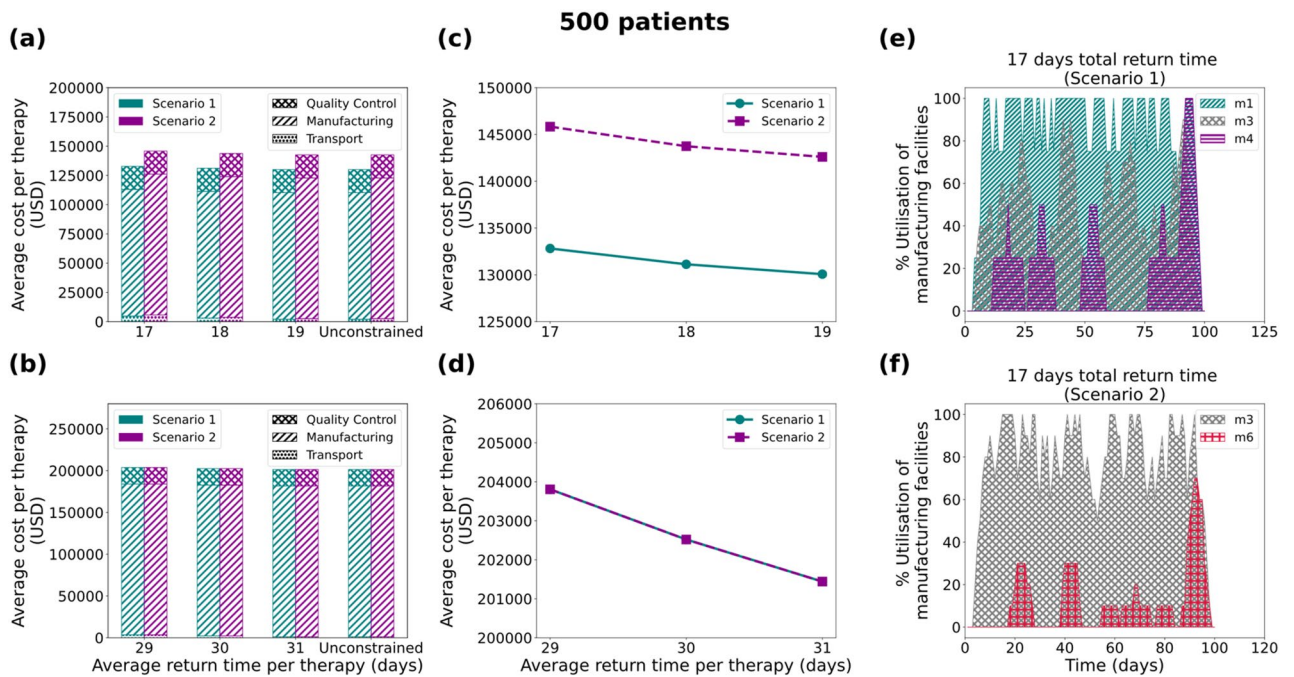 500 patients
(a)
Average cost per therapy
(USD)
200000
175000
150000
125000
100000
75000
50000
25000
0
Scenario 1
Scenario 2
Quality Control
Manufacturing
Transport
17 18 19 Unconstrained
(c)
Average cost per therapy
(USD)
150000
145000
140000
135000
130000
125000
Scenario 1
Scenario 2
17 18 19
(e)
17 days total return time
(Scenario 1)
% Utilisation of
manufacturing facilities
100
80
60
40
20
0
m1
m3
m4
0 25 50 75 100 125
(b)
Average cost per therapy
(USD)
250000
200000
150000
100000
50000
0
Scenario 1
Scenario 2
Quality Control
Manufacturing
Transport
29 30 31 Unconstrained
Average return time per therapy (days)
(d)
Average cost per therapy
(USD)
206000
205000
204000
203000
202000
201000
200000
Scenario 1
Scenario 2
29 30 31
Average return time per therapy (days)
(f)
17 days total return time
(Scenario 2)
% Utilisation of
manufacturing facilities
100
80
60
40
20
0
m3
m6
0 20 40 60 80 100 120
Time (days)